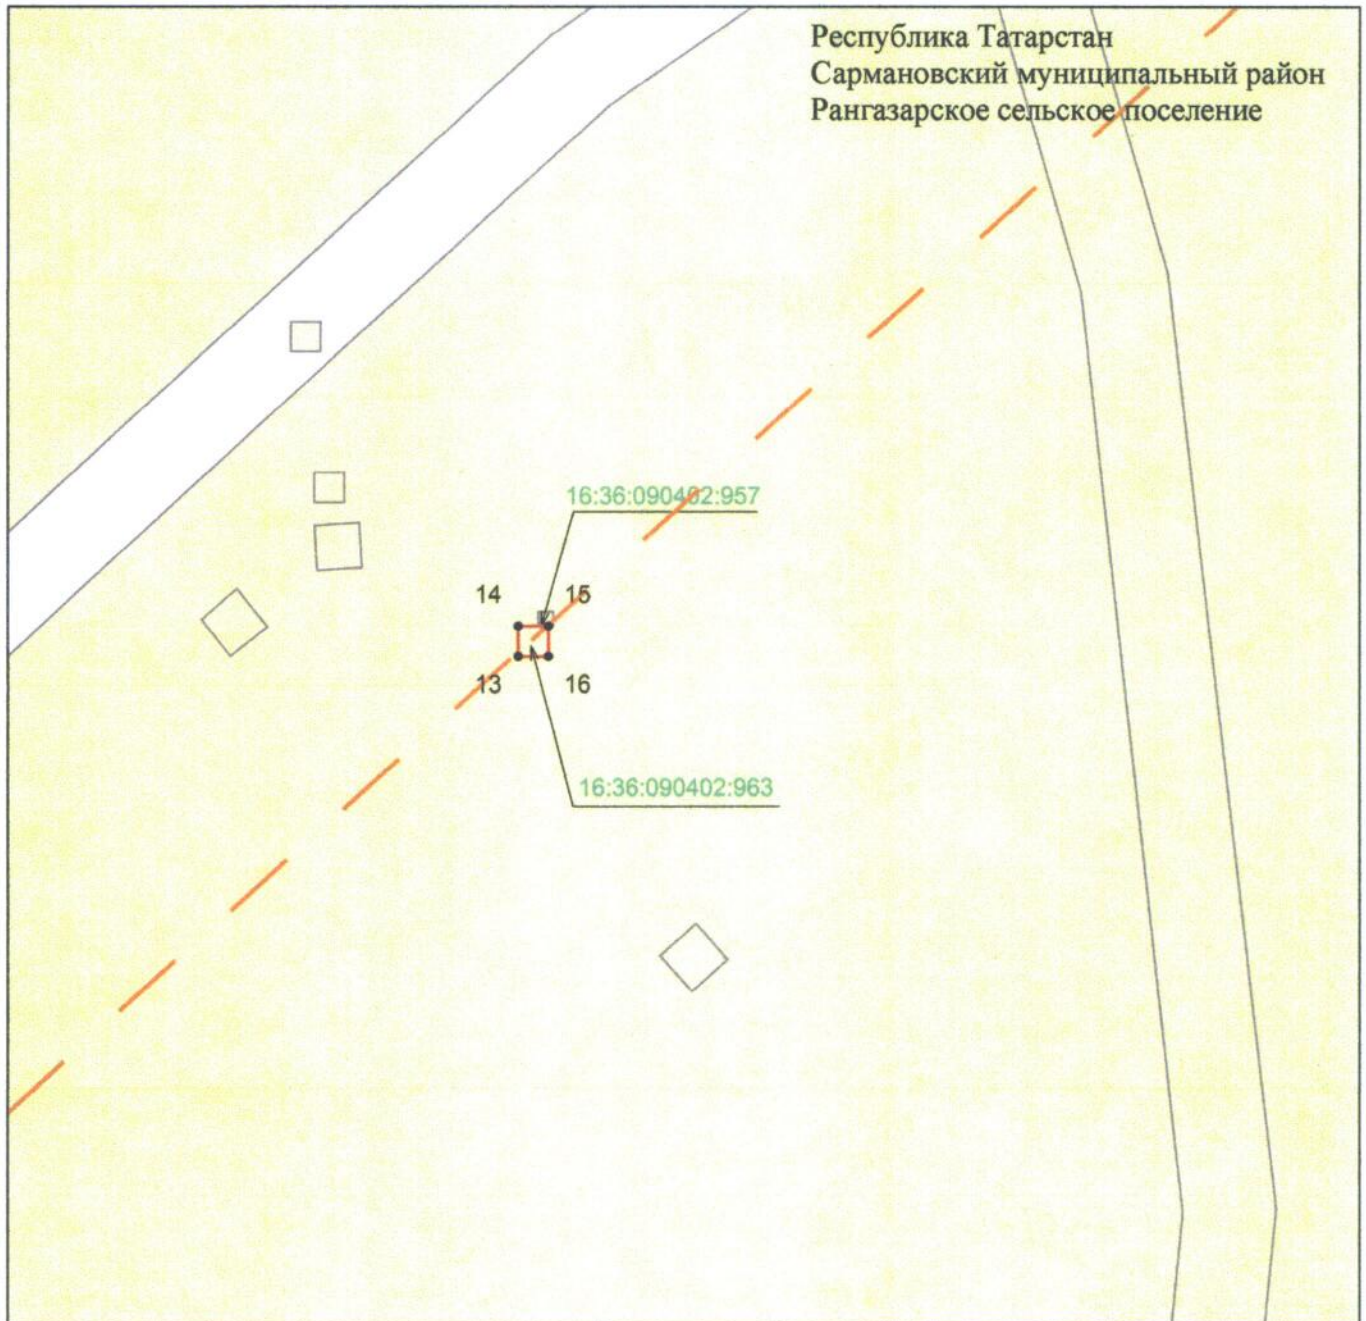 Республика Татарстан
Сармановский муниципальный район
Рангазарское сельское поселение
16:36:090402:957
14
15
13
16
16:36:090402:963